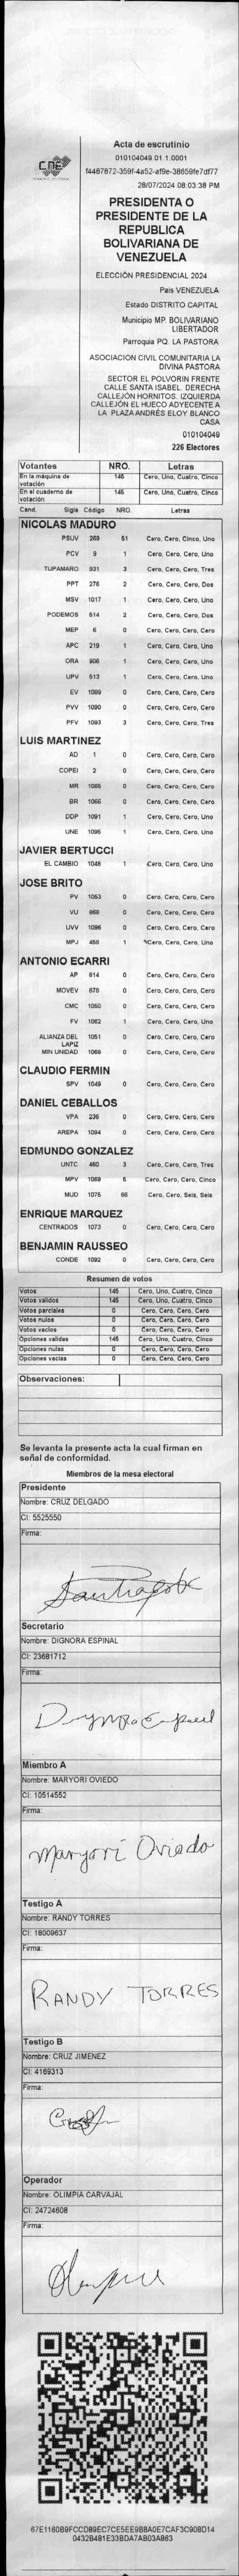 CNE
Acta de escrutinio
010104049.01.1.0001
f4487872-359f-4a52-af9e-38659fe7df77
28/07/2024 08:03:38 PM
PRESIDENTA O
PRESIDENTE DE LA
REPUBLICA
BOLIVARIANA DE
VENEZUELA
ELECCIÓN PRESIDENCIAL 2024
Pais VENEZUELA
Estado DISTRITO CAPITAL
Municipio MP. BOLIVARIANO
LIBERTADOR
Parroquia PQ. LA PASTORA
ASOCIACION CIVIL COMUNITARIA LA
DIVINA PASTORA
SECTOR EL POLVORIN FRENTE
CALLE SANTA ISABEL. DERECHA
CALLEJÓN HORNITOS. IZQUIERDA
CALLEJÓN EL HUECO ADYECENTE A
LA PLAZA ANDRÉS ELOY BLANCO
CASA
010104049
226 Electores
Votantes NRO. Letras
En la máquina de votación 145 Cero, Uno, Cuatro, Cinco
En el cuaderno de votación 145 Cero, Uno, Cuatro, Cinco
Cand. Sigla Código NRO. Letras
NICOLAS MADURO
PSUV 269 51 Cero, Cero, Cinco, Uno
PCV 9 1 Cero, Cero, Cero, Uno
TUPAMARO 931 3 Cero, Cero, Cero, Tres
PPT 276 2 Cero, Cero, Cero, Dos
MSV 1017 1 Cero, Cero, Cero, Uno
PODEMOS 514 2 Cero, Cero, Cero, Dos
MEP 6 0 Cero, Cero, Cero, Cero
APC 219 1 Cero, Cero, Cero, Uno
ORA 906 1 Cero, Cero, Cero, Uno
UPV 513 1 Cero, Cero, Cero, Uno
EV 1099 0 Cero, Cero, Cero, Cero
PVV 1090 0 Cero, Cero, Cero, Cero
PFV 1093 3 Cero, Cero, Cero, Tres
LUIS MARTINEZ
AD 1 0 Cero, Cero, Cero, Cero
COPEI 2 0 Cero, Cero, Cero, Cero
MR 1065 0 Cero, Cero, Cero, Cero
BR 1066 0 Cero, Cero, Cero, Cero
DDP 1091 1 Cero, Cero, Cero, Uno
UNE 1095 1 Cero, Cero, Cero, Uno
JAVIER BERTUCCI
EL CAMBIO 1048 1 Cero, Cero, Cero, Uno
JOSE BRITO
PV 1053 0 Cero, Cero, Cero, Cero
VU 868 0 Cero, Cero, Cero, Cero
UVV 1096 0 Cero, Cero, Cero, Cero
MPJ 458 1 Cero, Cero, Cero, Uno
ANTONIO ECARRI
AP 814 0 Cero, Cero, Cero, Cero
MOVEV 878 0 Cero, Cero, Cero, Cero
CMC 1050 0 Cero, Cero, Cero, Cero
FV 1062 1 Cero, Cero, Cero, Uno
ALIANZA DEL LAPIZ 1051 0 Cero, Cero, Cero, Cero
MIN UNIDAD 1068 0 Cero, Cero, Cero, Cero
CLAUDIO FERMIN
SPV 1049 0 Cero, Cero, Cero, Cero
DANIEL CEBALLOS
VPA 236 0 Cero, Cero, Cero, Cero
AREPA 1094 0 Cero, Cero, Cero, Cero
EDMUNDO GONZALEZ
UNTC 460 3 Cero, Cero, Cero, Tres
MPV 1069 5 Cero, Cero, Cero, Cinco
MUD 1075 66 Cero, Cero, Seis, Seis
ENRIQUE MARQUEZ
CENTRADOS 1073 0 Cero, Cero, Cero, Cero
BENJAMIN RAUSSEO
CONDE 1092 0 Cero, Cero, Cero, Cero
Resumen de votos
Votos 145 Cero, Uno, Cuatro, Cinco
Votos validos 145 Cero, Uno, Cuatro, Cinco
Votos parciales 0 Cero, Cero, Cero, Cero
Votos nulos 0 Cero, Cero, Cero, Cero
Votos vacios 0 Cero, Cero, Cero, Cero
Opciones validas 145 Cero, Uno, Cuatro, Cinco
Opciones nulas 0 Cero, Cero, Cero, Cero
Opciones vacias 0 Cero, Cero, Cero, Cero
Observaciones:
Se levanta la presente acta la cual firman en
señal de conformidad.
Miembros de la mesa electoral
Presidente
Nombre: CRUZ DELGADO
CI: 5525550
Firma:
Secretario
Nombre: DIGNORA ESPINAL
CI: 23681712
Firma:
Miembro A
Nombre: MARYORI OVIEDO
CI: 10514552
Firma:
Maryori Oviedo
Testigo A
Nombre: RANDY TORRES
CI: 18009637
Firma:
RANDY TORRES
Testigo B
Nombre: CRUZ JIMENEZ
CI: 4169313
Firma:
Operador
Nombre: OLIMPIA CARVAJAL
CI: 24724608
Firma:
67E1160B9FCCD89EC7CE5EE9B8A0E7CAF3C90BD14
0432B481E33BDA7AB03A863